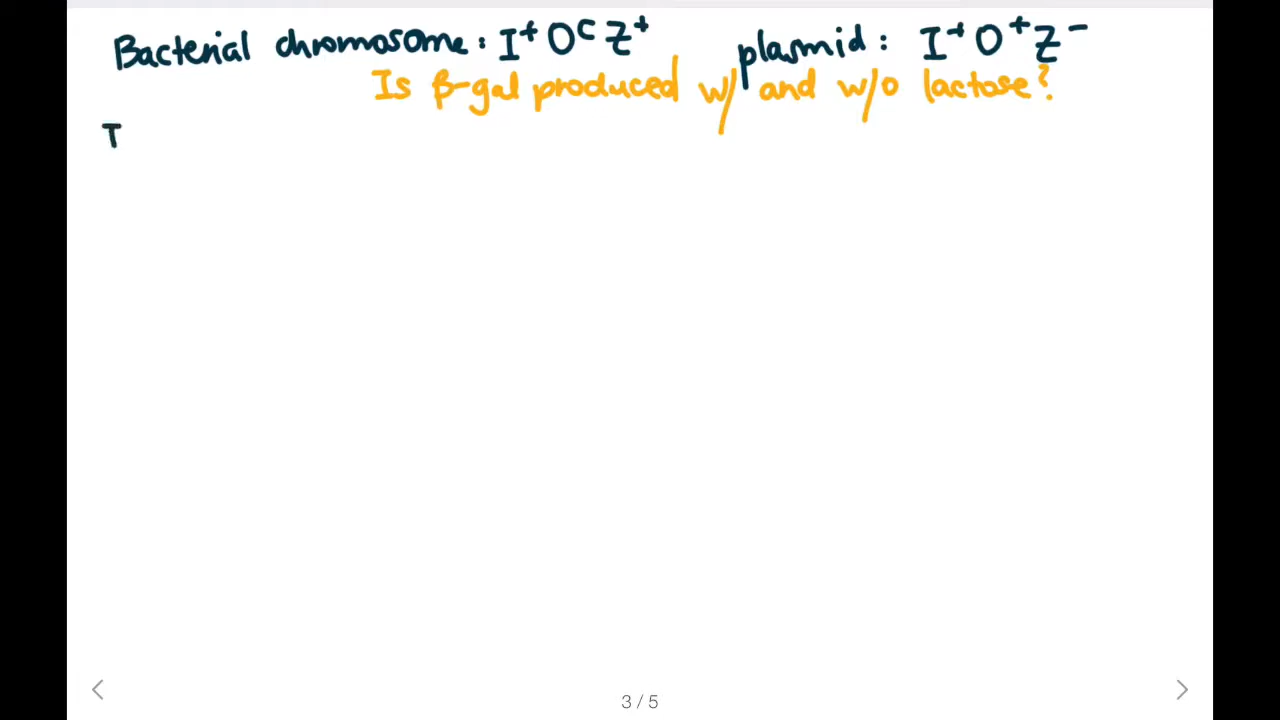 Bacterial chromosome: I⁺ Oᶜ Z⁺ plasmid: I⁺ O⁺ Z⁻
Is β-gal produced w/ and w/o lactose?
I
3 / 5